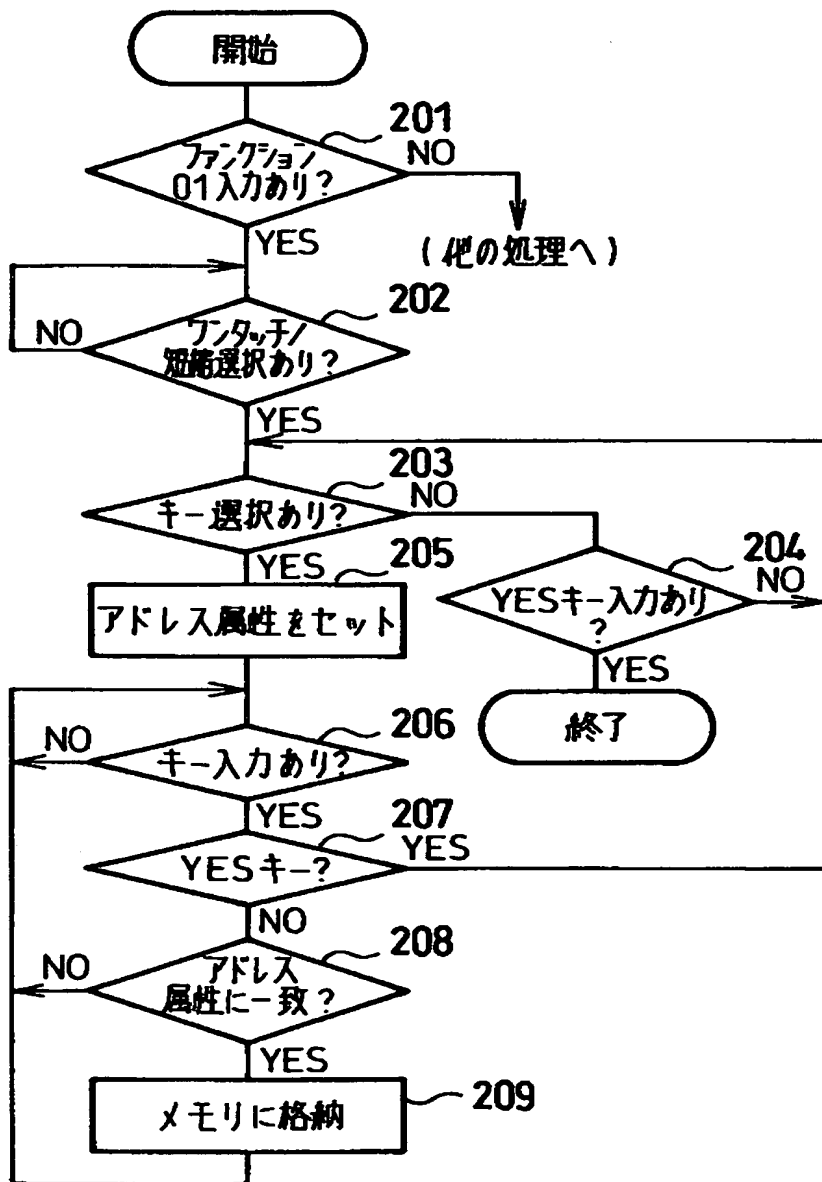 開始
201
ファンクション
01入力あり?
NO
YES
(他の処理へ)
202
NO
ワンタッチ/
短縮選択あり?
YES
203
キー選択あり?
NO
YES
205
アドレス属性をセット
204
YESキー入力あり
?
NO
YES
終了
206
NO
キー入力あり?
YES
207
YESキー?
YES
NO
208
NO
アドレス
属性に一致?
YES
メモリに格納
209